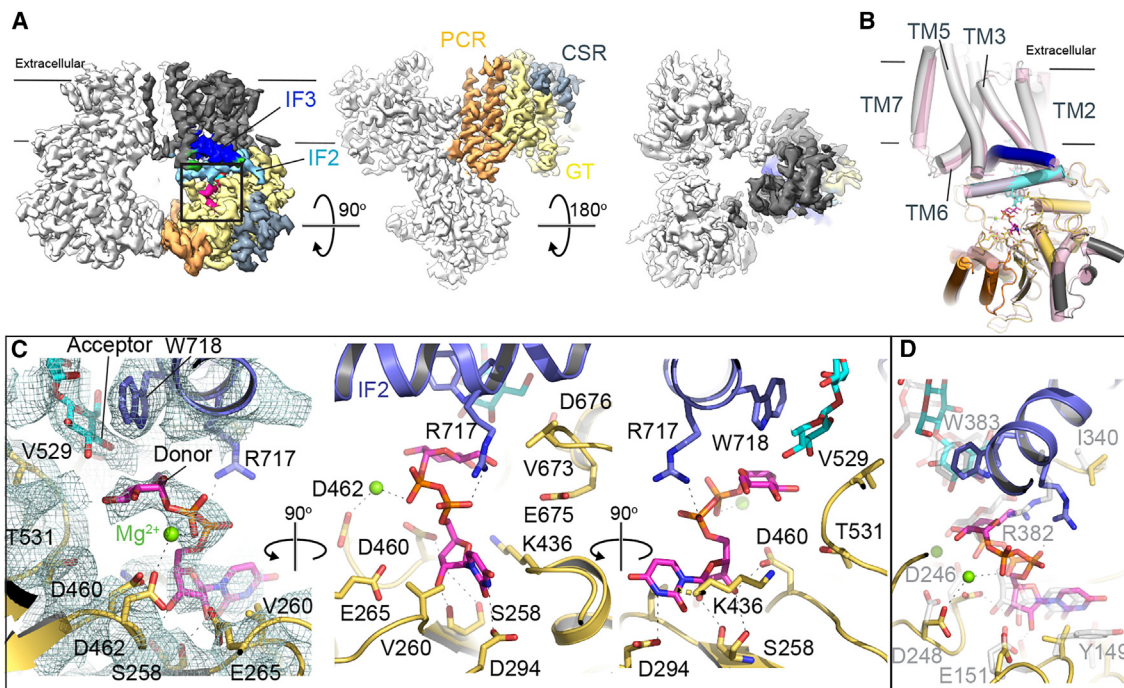 A
Extracellular
PCR
CSR
IF3
IF2
GT
90°
180°
B
TM5
TM3
Extracellular
TM7
TM2
TM6
C
Acceptor
W718
V529
Donor
R717
T531
Mg2+
D460
V260
D462
S258
E265
90°
IF2
R717
D676
D462
V673
E675
D460
K436
E265
V260
S258
D294
90°
R717
W718
V529
D460
T531
K436
D294
S258
D
W383
I340
R382
D246
D248
E151
Y149